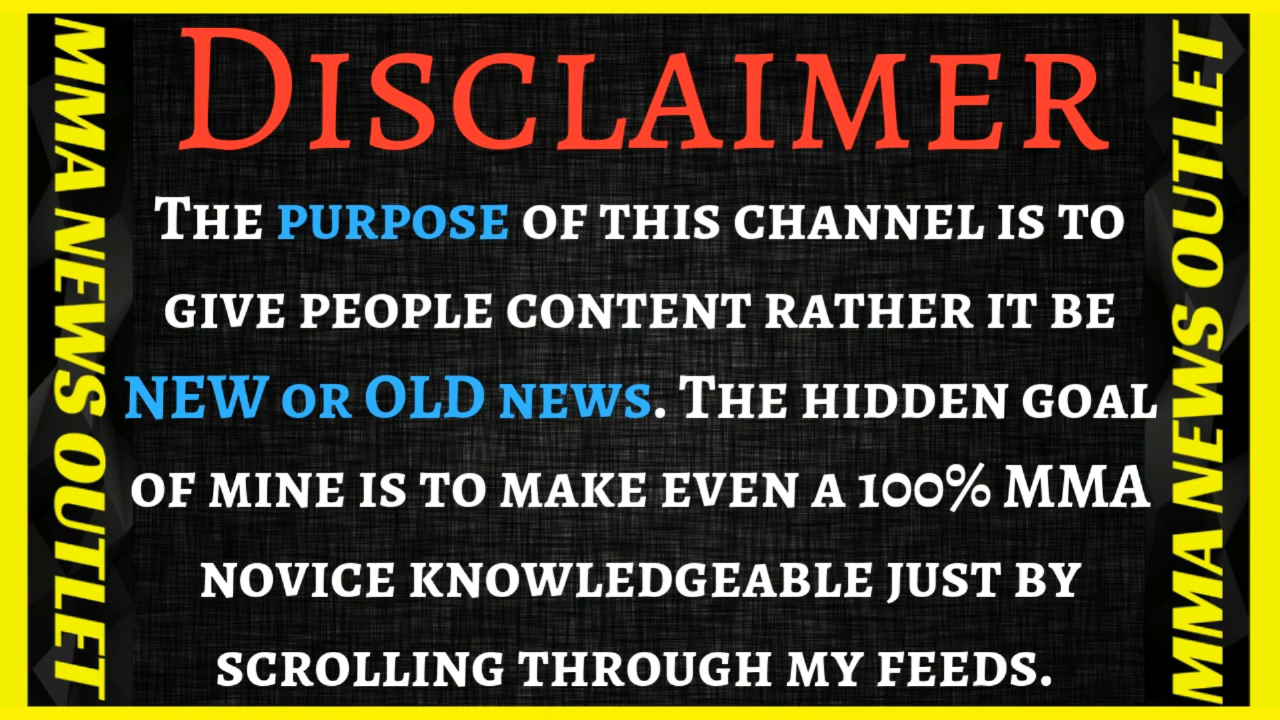 Disclaimer
The purpose of this channel is to
give people content rather it be
NEW or OLD news. The hidden goal
of mine is to make even a 100% MMA
novice knowledgeable just by
scrolling through my feeds.
MMA NEWS OUTLET
MMA NEWS OUTLET